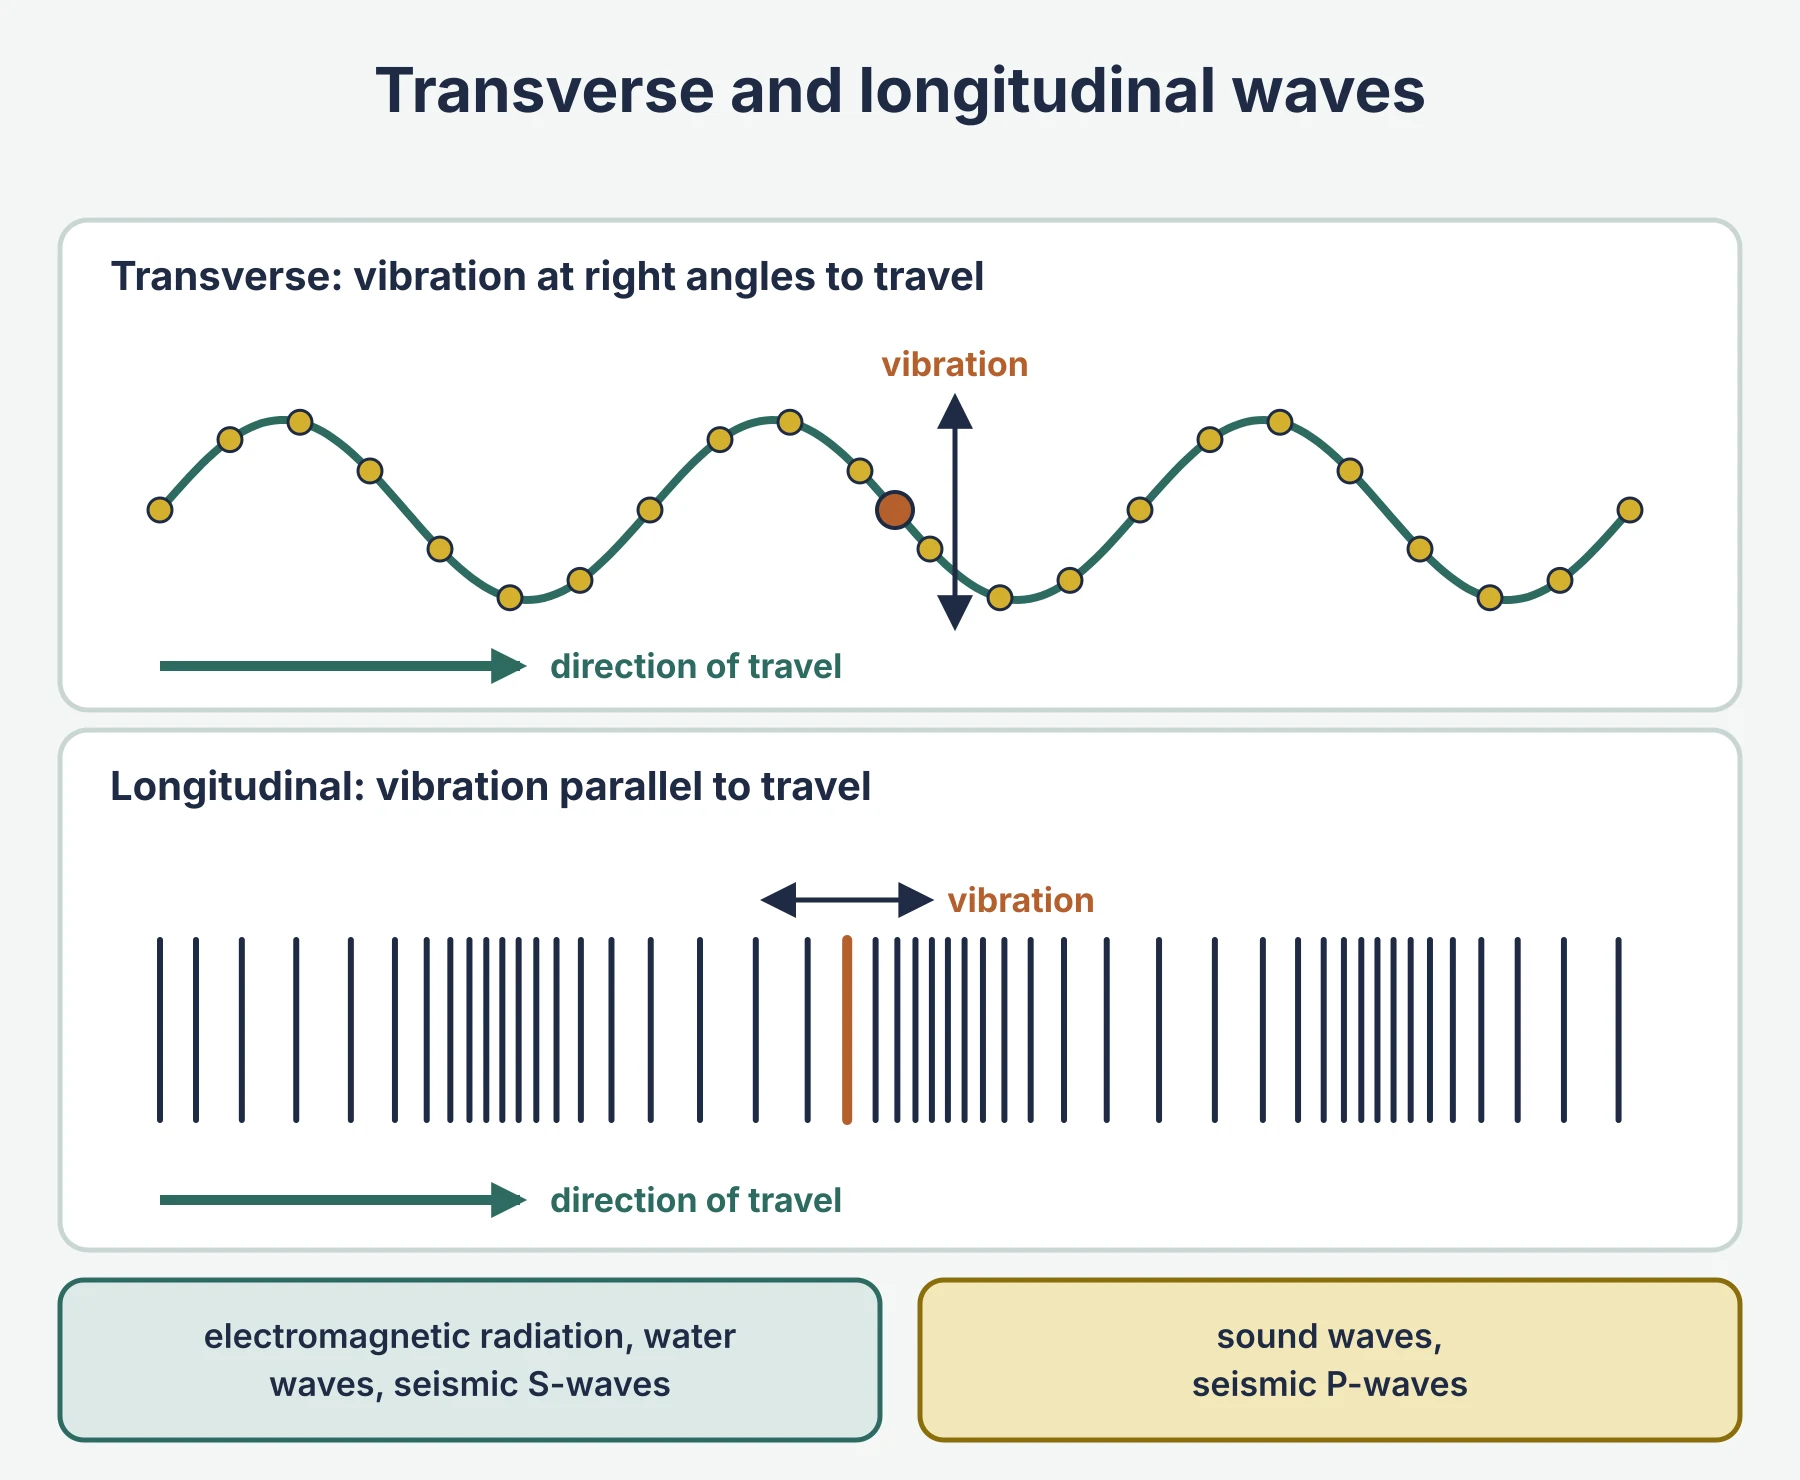 Transverse and longitudinal waves
Transverse: vibration at right angles to travel
vibration
direction of travel
Longitudinal: vibration parallel to travel
vibration
direction of travel
electromagnetic radiation, water
waves, seismic S-waves
sound waves,
seismic P-waves